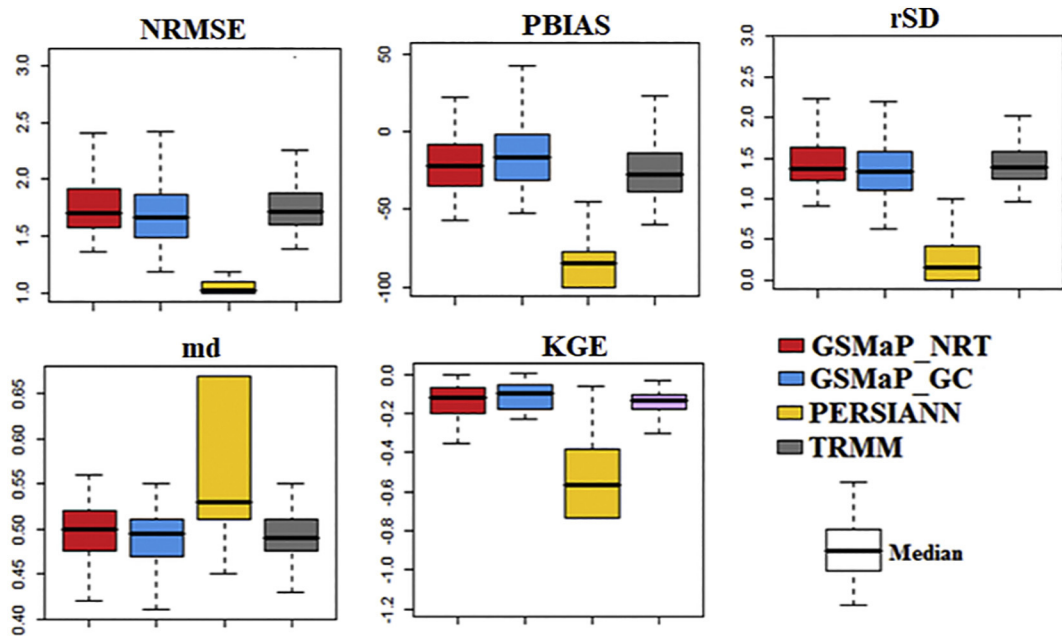 NRMSE
PBIAS
rSD
3.0
2.5
2.0
1.5
1.0
50
0
-50
-100
3.0
2.5
2.0
1.5
1.0
0.5
0.0
md
KGE
0.65
0.60
0.55
0.50
0.45
0.40
0.0
-0.2
-0.4
-0.6
-0.8
-1.0
-1.2
GSMaP_NRT
GSMaP_GC
PERSIANN
TRMM
Median